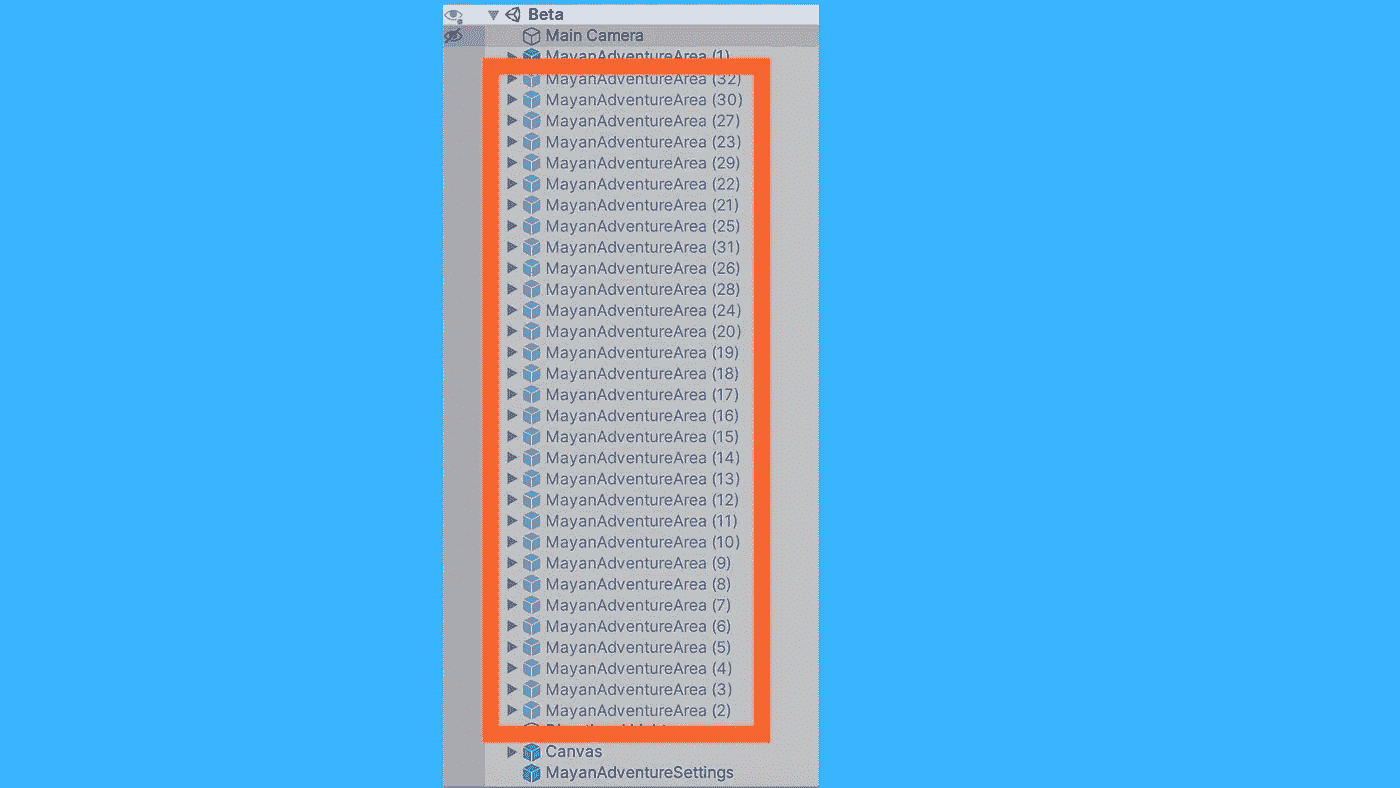 Beta
Main Camera
MayanAdventureArea (1)
MayanAdventureArea (32)
MayanAdventureArea (30)
MayanAdventureArea (27)
MayanAdventureArea (23)
MayanAdventureArea (29)
MayanAdventureArea (22)
MayanAdventureArea (21)
MayanAdventureArea (25)
MayanAdventureArea (31)
MayanAdventureArea (26)
MayanAdventureArea (28)
MayanAdventureArea (24)
MayanAdventureArea (20)
MayanAdventureArea (19)
MayanAdventureArea (18)
MayanAdventureArea (17)
MayanAdventureArea (16)
MayanAdventureArea (15)
MayanAdventureArea (14)
MayanAdventureArea (13)
MayanAdventureArea (12)
MayanAdventureArea (11)
MayanAdventureArea (10)
MayanAdventureArea (9)
MayanAdventureArea (8)
MayanAdventureArea (7)
MayanAdventureArea (6)
MayanAdventureArea (5)
MayanAdventureArea (4)
MayanAdventureArea (3)
MayanAdventureArea (2)
Canvas
MayanAdventureSettings